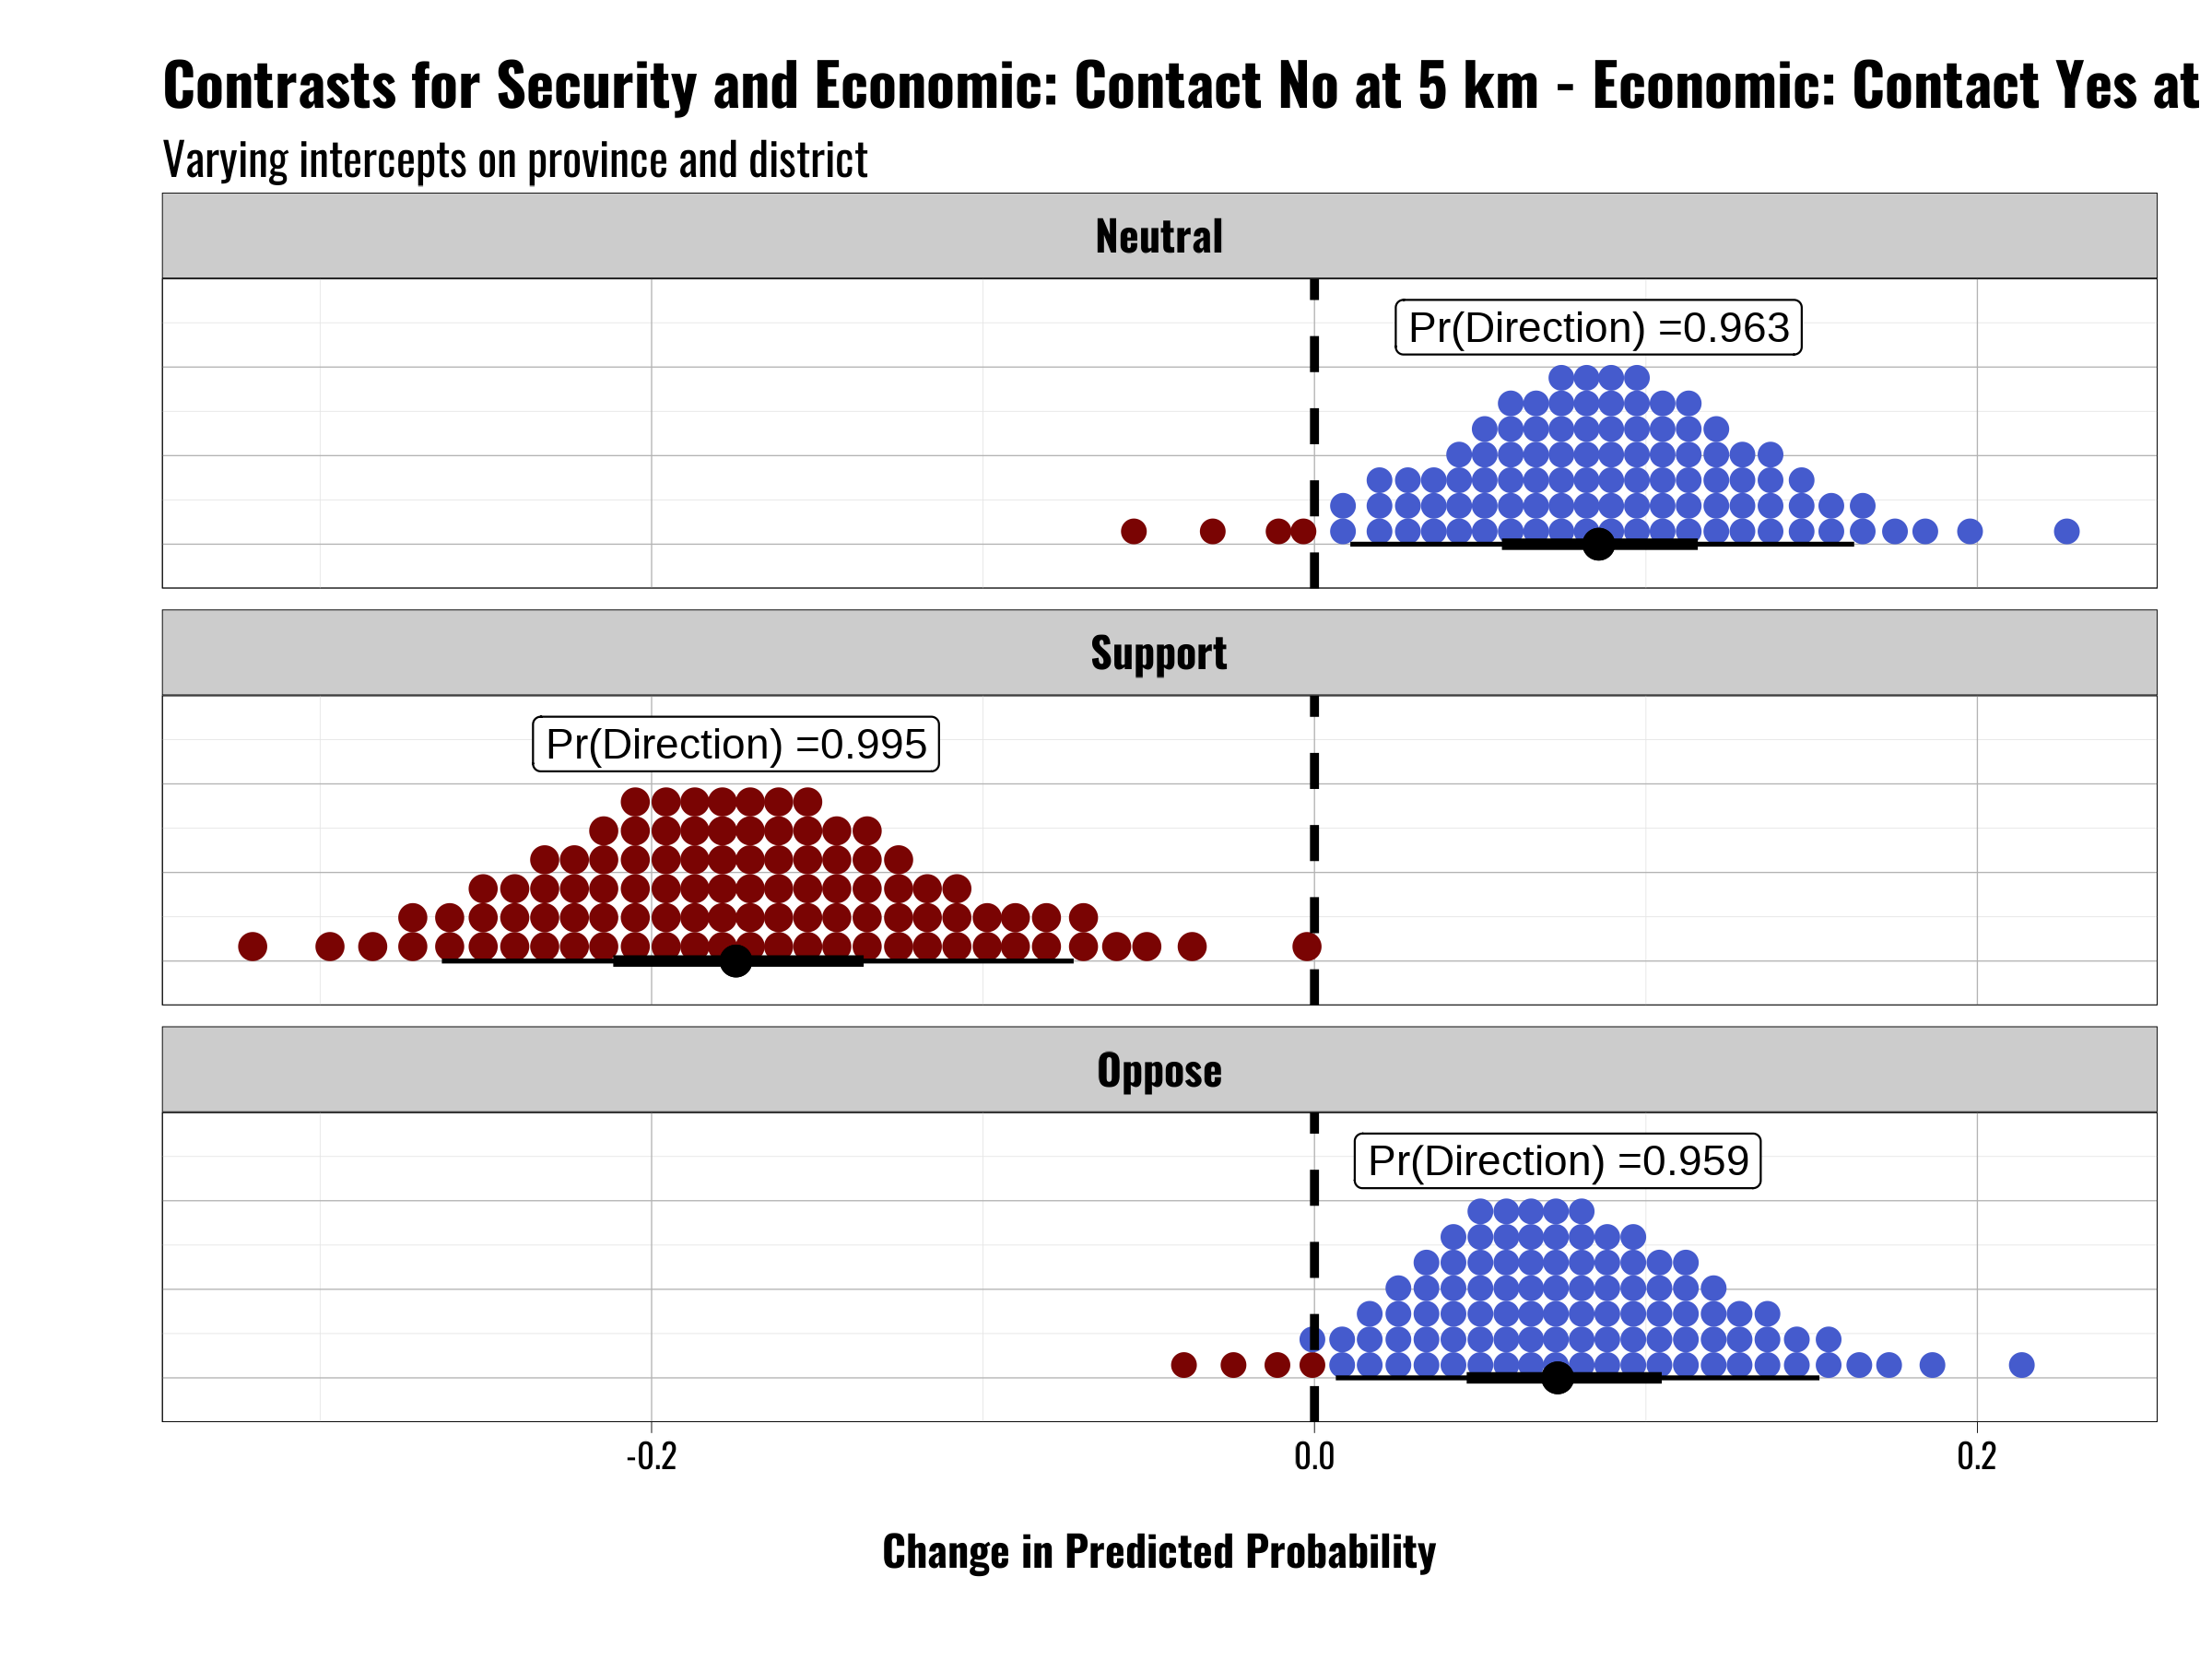 Contrasts for Security and Economic: Contact No at 5 km - Economic: Contact Yes at
Varying intercepts on province and district
Neutral
Pr(Direction) =0.963
Support
Pr(Direction) =0.995
Oppose
Pr(Direction) =0.959
-0.2 0.0 0.2
Change in Predicted Probability